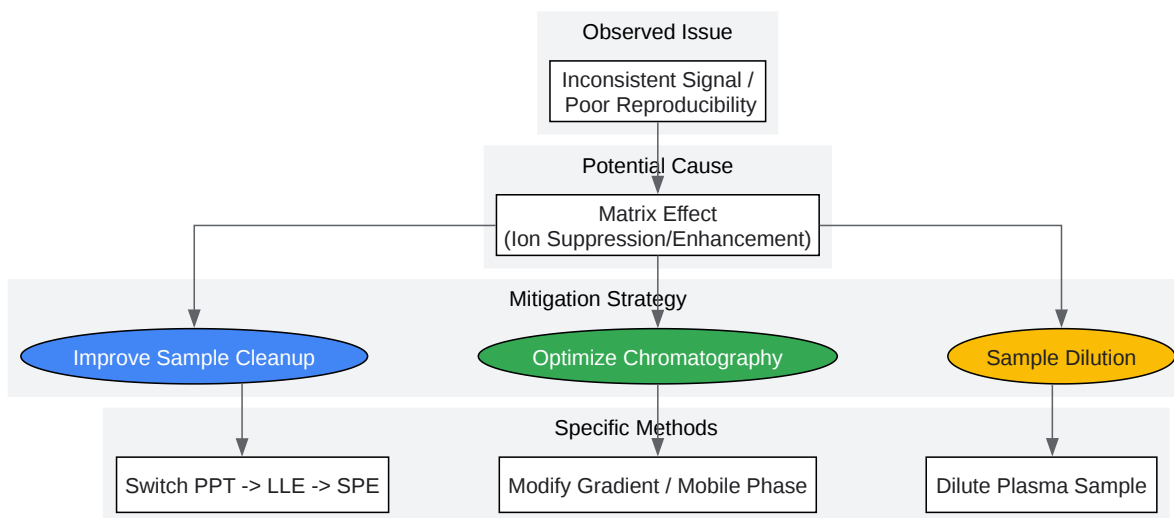 Observed Issue
Inconsistent Signal /
Poor Reproducibility
Potential Cause
Matrix Effect
(Ion Suppression/Enhancement)
Mitigation Strategy
Improve Sample Cleanup
Optimize Chromatography
Sample Dilution
Specific Methods
Switch PPT -> LLE -> SPE
Modify Gradient / Mobile Phase
Dilute Plasma Sample